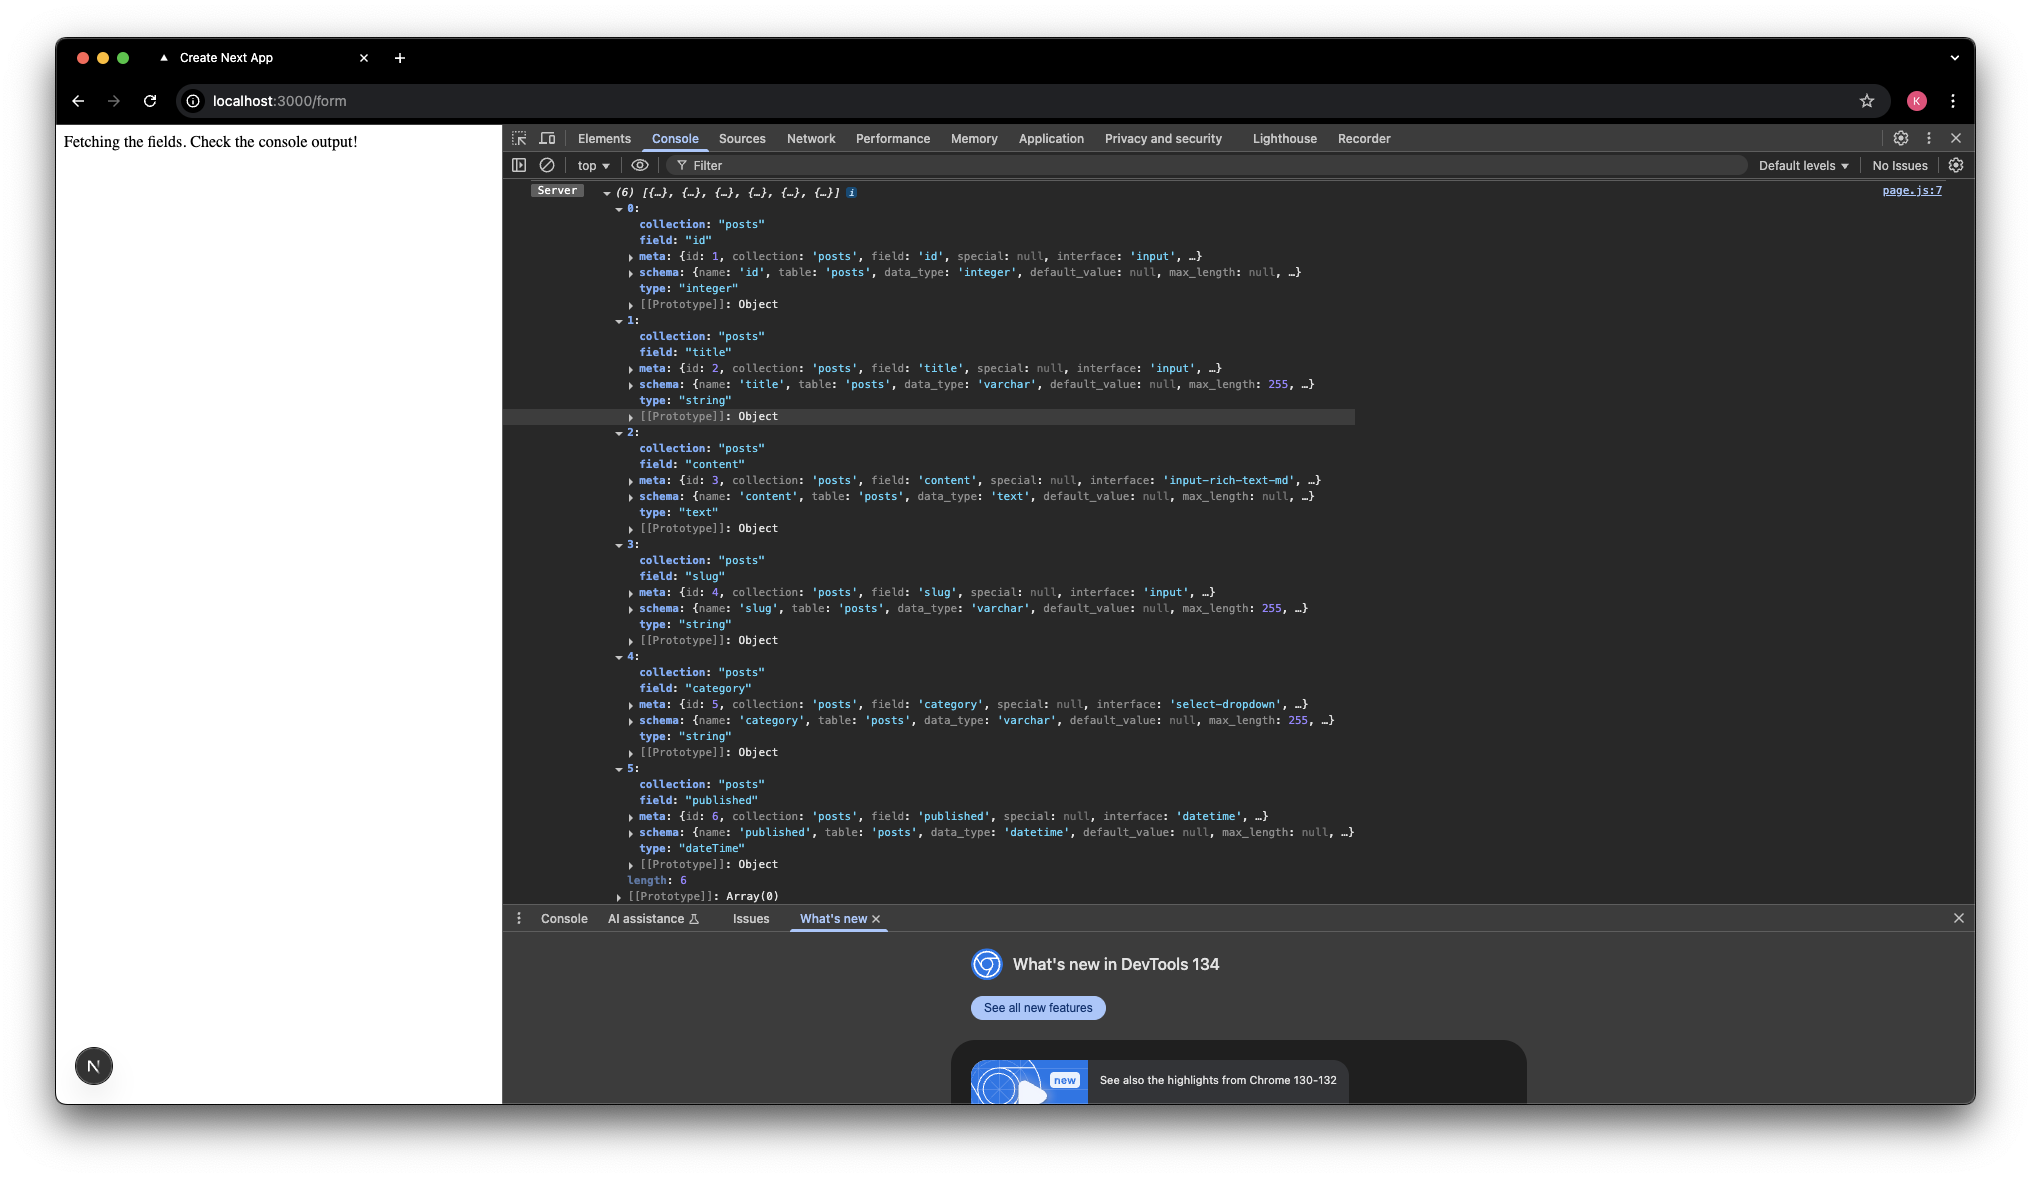 Create Next App
localhost:3000/form
K
Fetching the fields. Check the console output!
Elements Console Sources Network Performance Memory Application Privacy and security Lighthouse Recorder
top Filter Default levels No Issues
Server (6) [{…}, {…}, {…}, {…}, {…}, {…}] i page.js:7
0:
collection: "posts"
field: "id"
meta: {id: 1, collection: 'posts', field: 'id', special: null, interface: 'input', …}
schema: {name: 'id', table: 'posts', data_type: 'integer', default_value: null, max_length: null, …}
type: "integer"
[[Prototype]]: Object
1:
collection: "posts"
field: "title"
meta: {id: 2, collection: 'posts', field: 'title', special: null, interface: 'input', …}
schema: {name: 'title', table: 'posts', data_type: 'varchar', default_value: null, max_length: 255, …}
type: "string"
[[Prototype]]: Object
2:
collection: "posts"
field: "content"
meta: {id: 3, collection: 'posts', field: 'content', special: null, interface: 'input-rich-text-md', …}
schema: {name: 'content', table: 'posts', data_type: 'text', default_value: null, max_length: null, …}
type: "text"
[[Prototype]]: Object
3:
collection: "posts"
field: "slug"
meta: {id: 4, collection: 'posts', field: 'slug', special: null, interface: 'input', …}
schema: {name: 'slug', table: 'posts', data_type: 'varchar', default_value: null, max_length: 255, …}
type: "string"
[[Prototype]]: Object
4:
collection: "posts"
field: "category"
meta: {id: 5, collection: 'posts', field: 'category', special: null, interface: 'select-dropdown', …}
schema: {name: 'category', table: 'posts', data_type: 'varchar', default_value: null, max_length: 255, …}
type: "string"
[[Prototype]]: Object
5:
collection: "posts"
field: "published"
meta: {id: 6, collection: 'posts', field: 'published', special: null, interface: 'datetime', …}
schema: {name: 'published', table: 'posts', data_type: 'datetime', default_value: null, max_length: null, …}
type: "dateTime"
[[Prototype]]: Object
length: 6
[[Prototype]]: Array(0)
Console AI assistance Issues What's new
What's new in DevTools 134
See all new features
new See also the highlights from Chrome 130-132
N